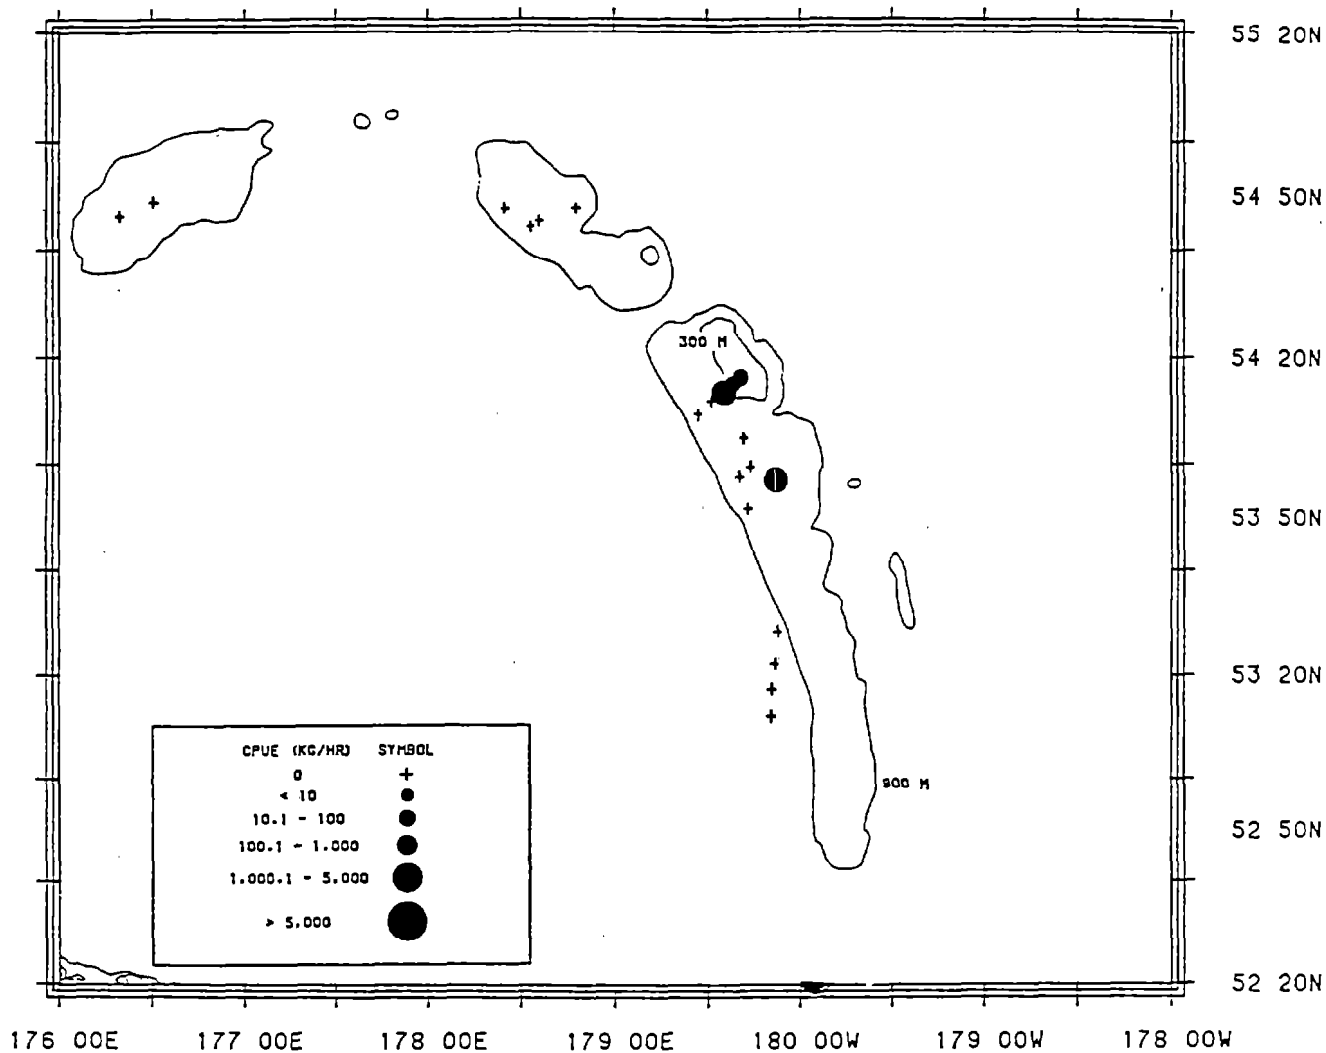 55 20N
54 50N
300 M
54 20N
53 50N
53 20N
CPUE (KG/HR) SYMBOL
0 +
< 10
900 M
10.1 - 100
52 50N
100.1 - 1.000
1.000.1 - 5.000
> 5.000
52 20N
176 00E 177 00E 178 00E 179 00E 180 00W 179 00W 178 00W